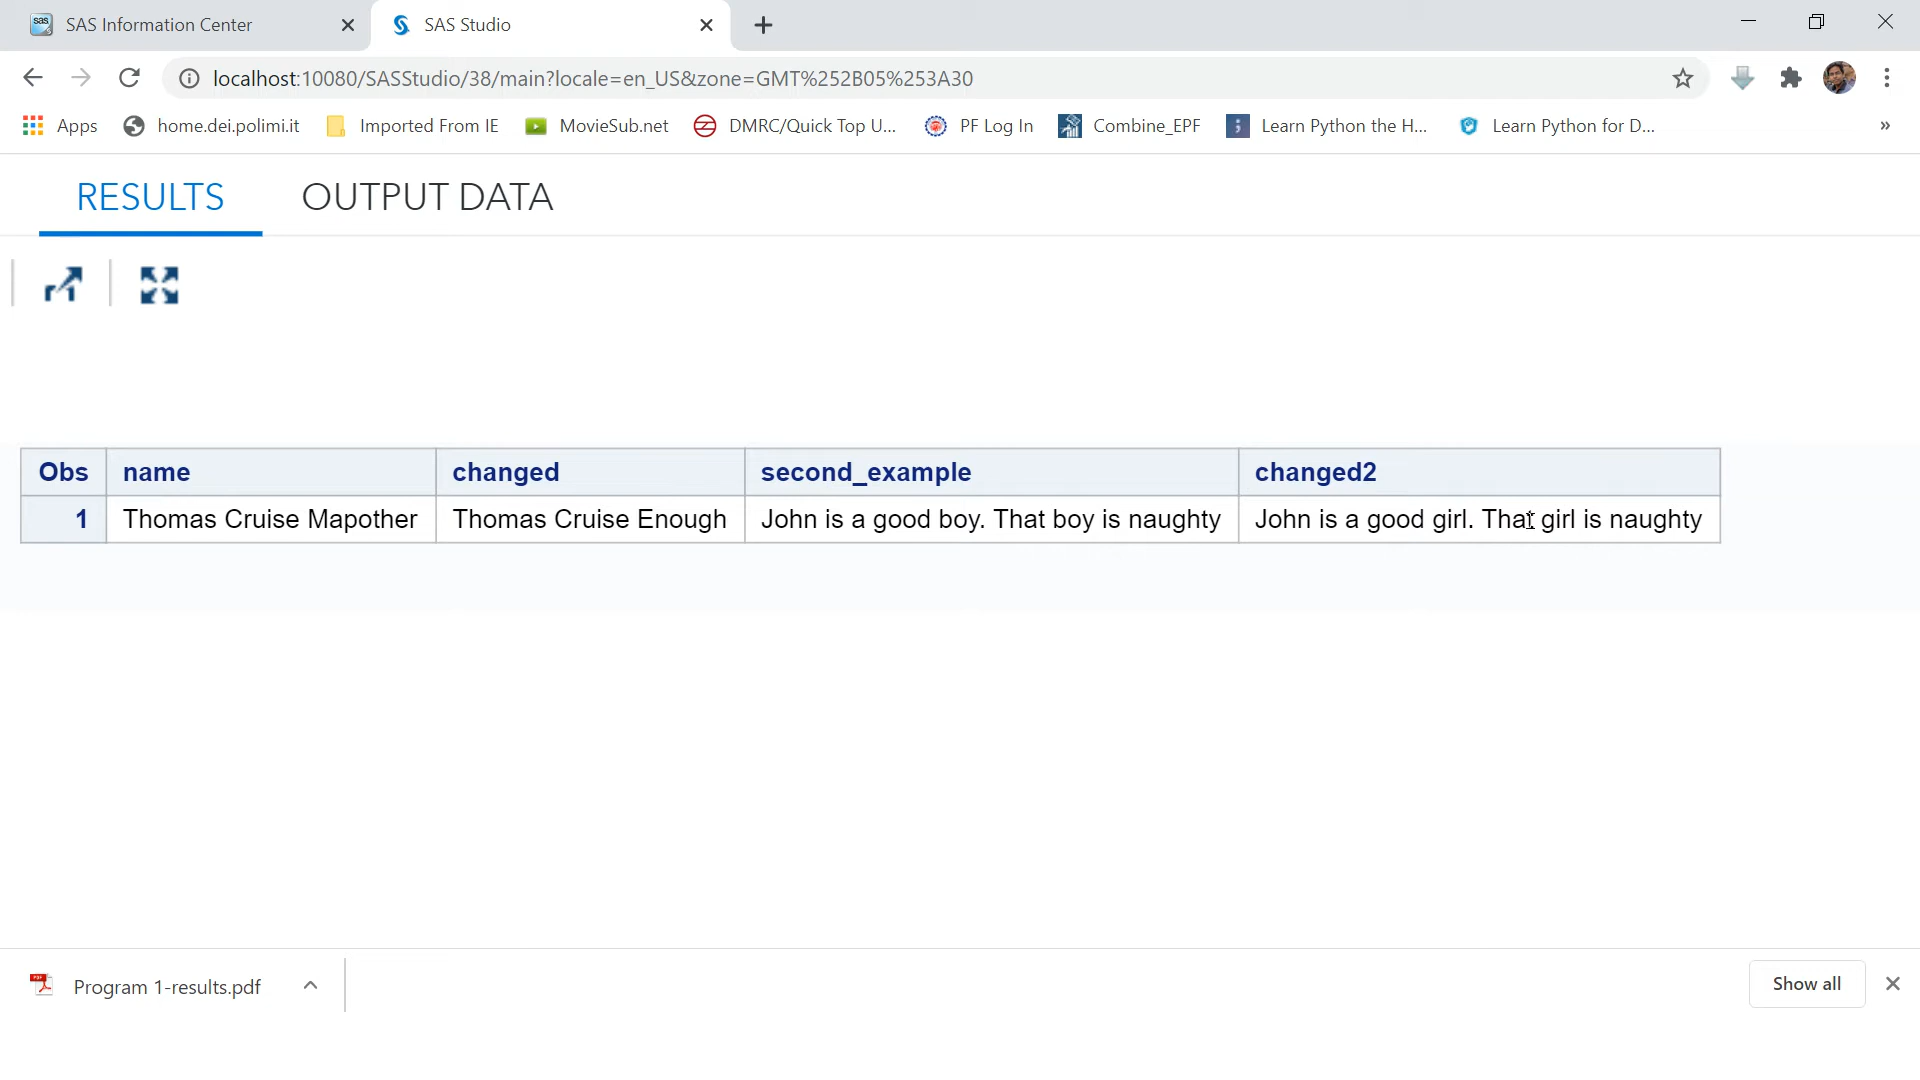 SAS Information Center
SAS Studio
localhost:10080/SASStudio/38/main?locale=en_US&zone=GMT%252B05%253A30
Apps home.dei.polimi.it Imported From IE MovieSub.net DMRC/Quick Top U... PF Log In Combine_EPF Learn Python the H... Learn Python for D... »
RESULTS OUTPUT DATA
Obs name changed second_example changed2
1 Thomas Cruise Mapother Thomas Cruise Enough John is a good boy. That boy is naughty John is a good girl. That girl is naughty
Program 1-results.pdf
Show all